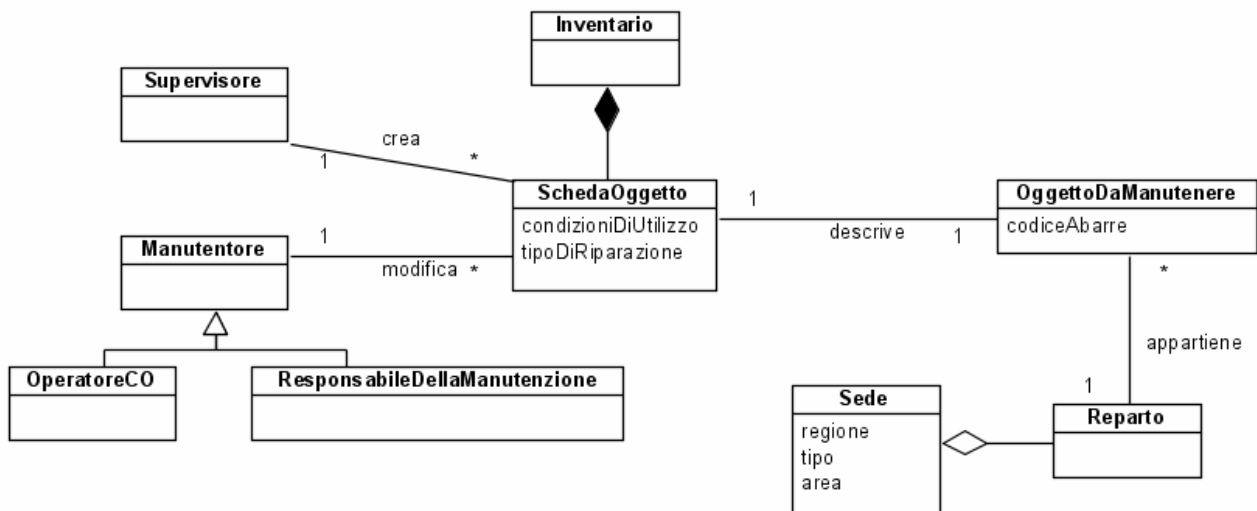 Inventario
Supervisore
crea
1
*
SchedaOggetto
condizioniDiUtilizzo
tipoDiRiparazione
1
descrive
1
OggettoDaManutenere
codiceAbarre
Manutentore
1
modifica
*
*
appartiene
1
OperatoreCO
ResponsabileDellaManutenzione
Sede
regione
tipo
area
Reparto